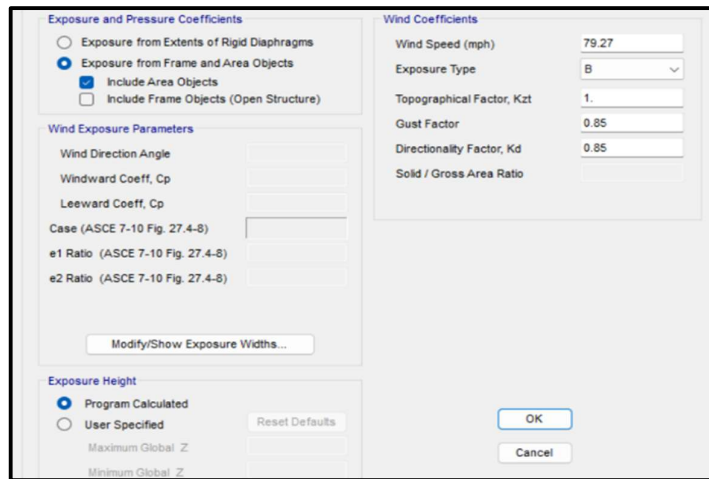 Exposure and Pressure Coefficients
Exposure from Extents of Rigid Diaphragms
Exposure from Frame and Area Objects
Include Area Objects
Include Frame Objects (Open Structure)
Wind Exposure Parameters
Wind Direction Angle
Windward Coeff, Cp
Leeward Coeff, Cp
Case (ASCE 7-10 Fig. 27.4-8)
e1 Ratio (ASCE 7-10 Fig. 27.4-8)
e2 Ratio (ASCE 7-10 Fig. 27.4-8)
Modify/Show Exposure Widths...
Exposure Height
Program Calculated
User Specified Reset Defaults
Maximum Global Z
Minimum Global Z
Wind Coefficients
Wind Speed (mph) 79.27
Exposure Type B
Topographical Factor, Kzt 1.
Gust Factor 0.85
Directionality Factor, Kd 0.85
Solid / Gross Area Ratio
OK
Cancel